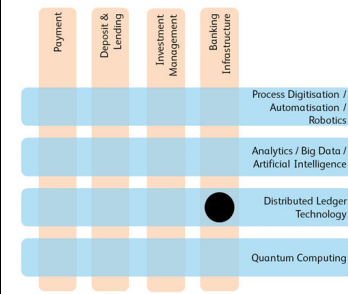 Payment
Deposit &
Lending
Investment
Management
Banking
Infrastructure
Process Digitisation /
Automatisation /
Robotics
Analytics / Big Data /
Artificial Intelligence
Distributed Ledger
Technology
Quantum Computing